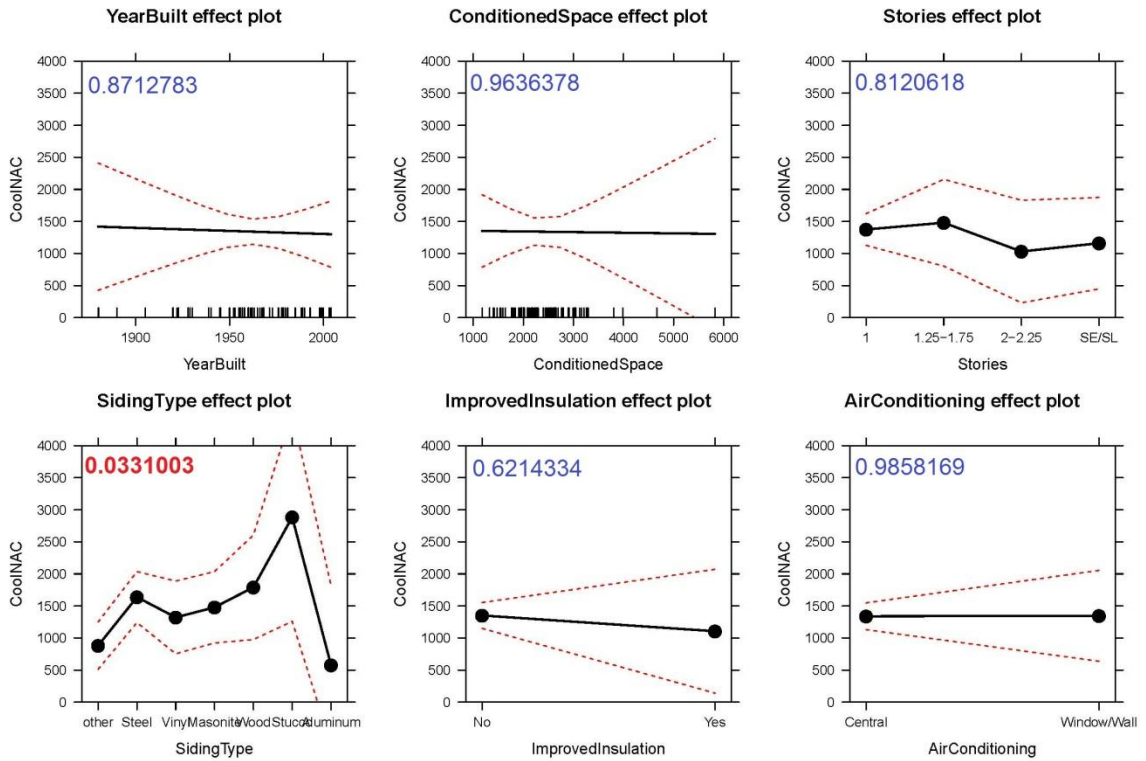 YearBuilt effect plot
0.8712783
CoolNAC
4000
3500
3000
2500
2000
1500
1000
500
0
1900 1950 2000
YearBuilt
ConditionedSpace effect plot
0.9636378
CoolNAC
4000
3500
3000
2500
2000
1500
1000
500
0
1000 2000 3000 4000 5000 6000
ConditionedSpace
Stories effect plot
0.8120618
CoolNAC
4000
3500
3000
2500
2000
1500
1000
500
0
1 1.25−1.75 2−2.25 SE/SL
Stories
SidingType effect plot
0.0331003
CoolNAC
4000
3500
3000
2500
2000
1500
1000
500
0
other Steel Vinyl Masonite Wood Stucco Aluminum
SidingType
ImprovedInsulation effect plot
0.6214334
CoolNAC
4000
3500
3000
2500
2000
1500
1000
500
0
No Yes
ImprovedInsulation
AirConditioning effect plot
0.9858169
CoolNAC
4000
3500
3000
2500
2000
1500
1000
500
0
Central Window/Wall
AirConditioning